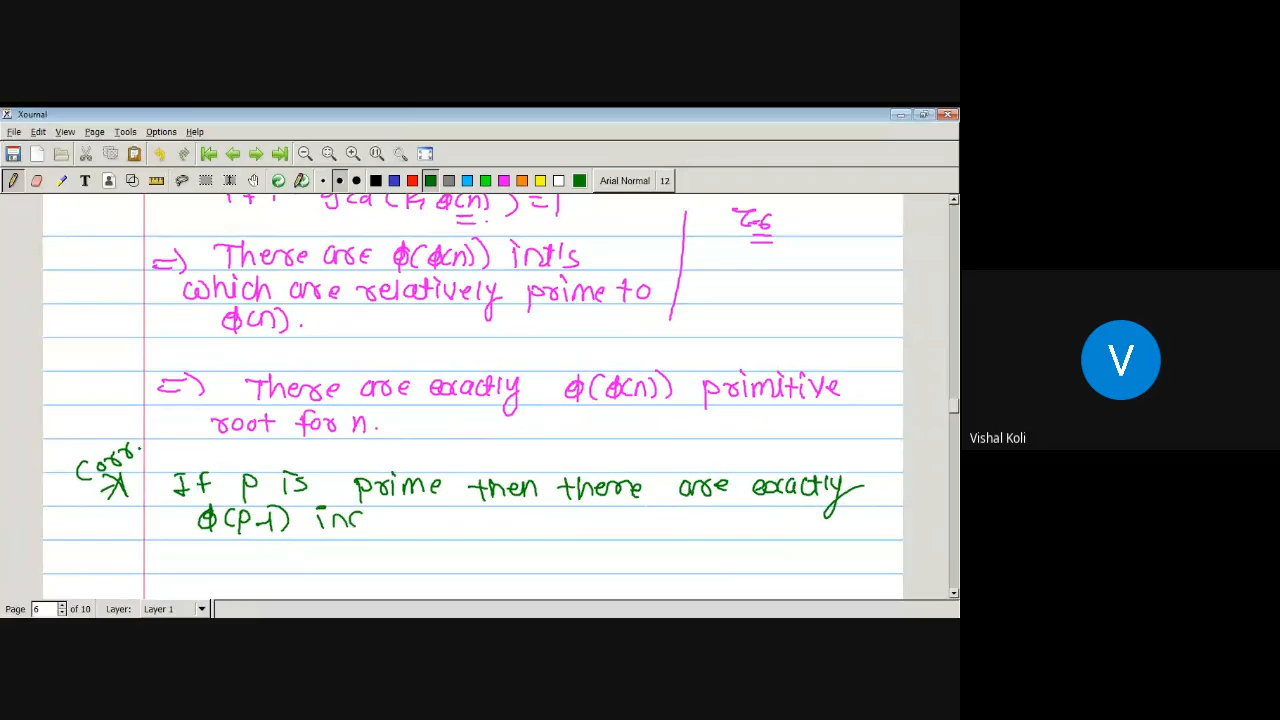 Xournal
File Edit View Page Tools Options Help
Arial Normal 12
gcd(k, ϕ(n)) = 1
=) There are ϕ(ϕ(n)) int's
which are relatively prime to
ϕ(n).
=) There are exactly ϕ(ϕ(n)) primitive
root for n.
Corr.
If p is prime then there are exactly
ϕ(p-1) inc
Page 6 of 10 Layer: Layer 1
V
Vishal Koli